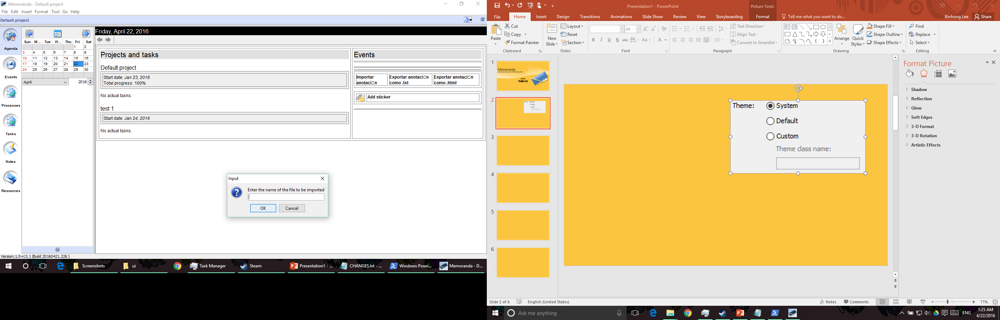 Memoranda - Default project
File Edit Insert Format Tool Go Help
Default project
Agenda
Events
Processes
Tasks
Notes
Resources
Sun M... Tue W... Thu Fri Sat
1 2
3 4 5 6 7 8 9
10 11 12 13 14 15 16
17 18 19 20 21 22 23
24 25 26 27 28 29 30
April 2016
Friday, April 22, 2016
Projects and tasks
Default project
Start date: Jan 23, 2016
Total progress: 100%
No actual tasks.
test 1
Start date: Jan 24, 2016
No actual tasks.
Events
Importar anotaci□n
Exportar anotaci□n como .txt
Exportar anotaci□n como .html
Add sticker
Input
Enter the name of the file to be imported
OK Cancel
Version:1.0-rc3.1 (Build 20160421.226 )
Screenshots
ui
Task Manager
Steam
Presentation1 - ...
CHANGES.txt - ...
Windows Powe...
Memoranda - D...
Presentation1 - PowerPoint
Picture Tools
File Home Insert Design Transitions Animations Slide Show Review View Storyboarding Format Tell me what you want to do... Binhong Lee Share
Paste
Cut
Copy
Format Painter
Clipboard
New Slide
Layout
Reset
Section
Slides
44
B I U S abc AV Aa A
Font
Text Direction
Align Text
Convert to SmartArt
Paragraph
Arrange
Quick Styles
Shape Fill
Shape Outline
Shape Effects
Drawing
Find
Replace
Select
Editing
1
Memoranda
personal diary and scheduling tool
TEAM GO
2
Theme: System
Default
Custom
3
4
5
6
Theme: System
Default
Custom
Theme class name:
Format Picture
Shadow
Reflection
Glow
Soft Edges
3-D Format
3-D Rotation
Artistic Effects
Slide 2 of 6 English (United States) Notes Comments 71%
Ask me anything
ENG
1:25 AM
4/22/2016